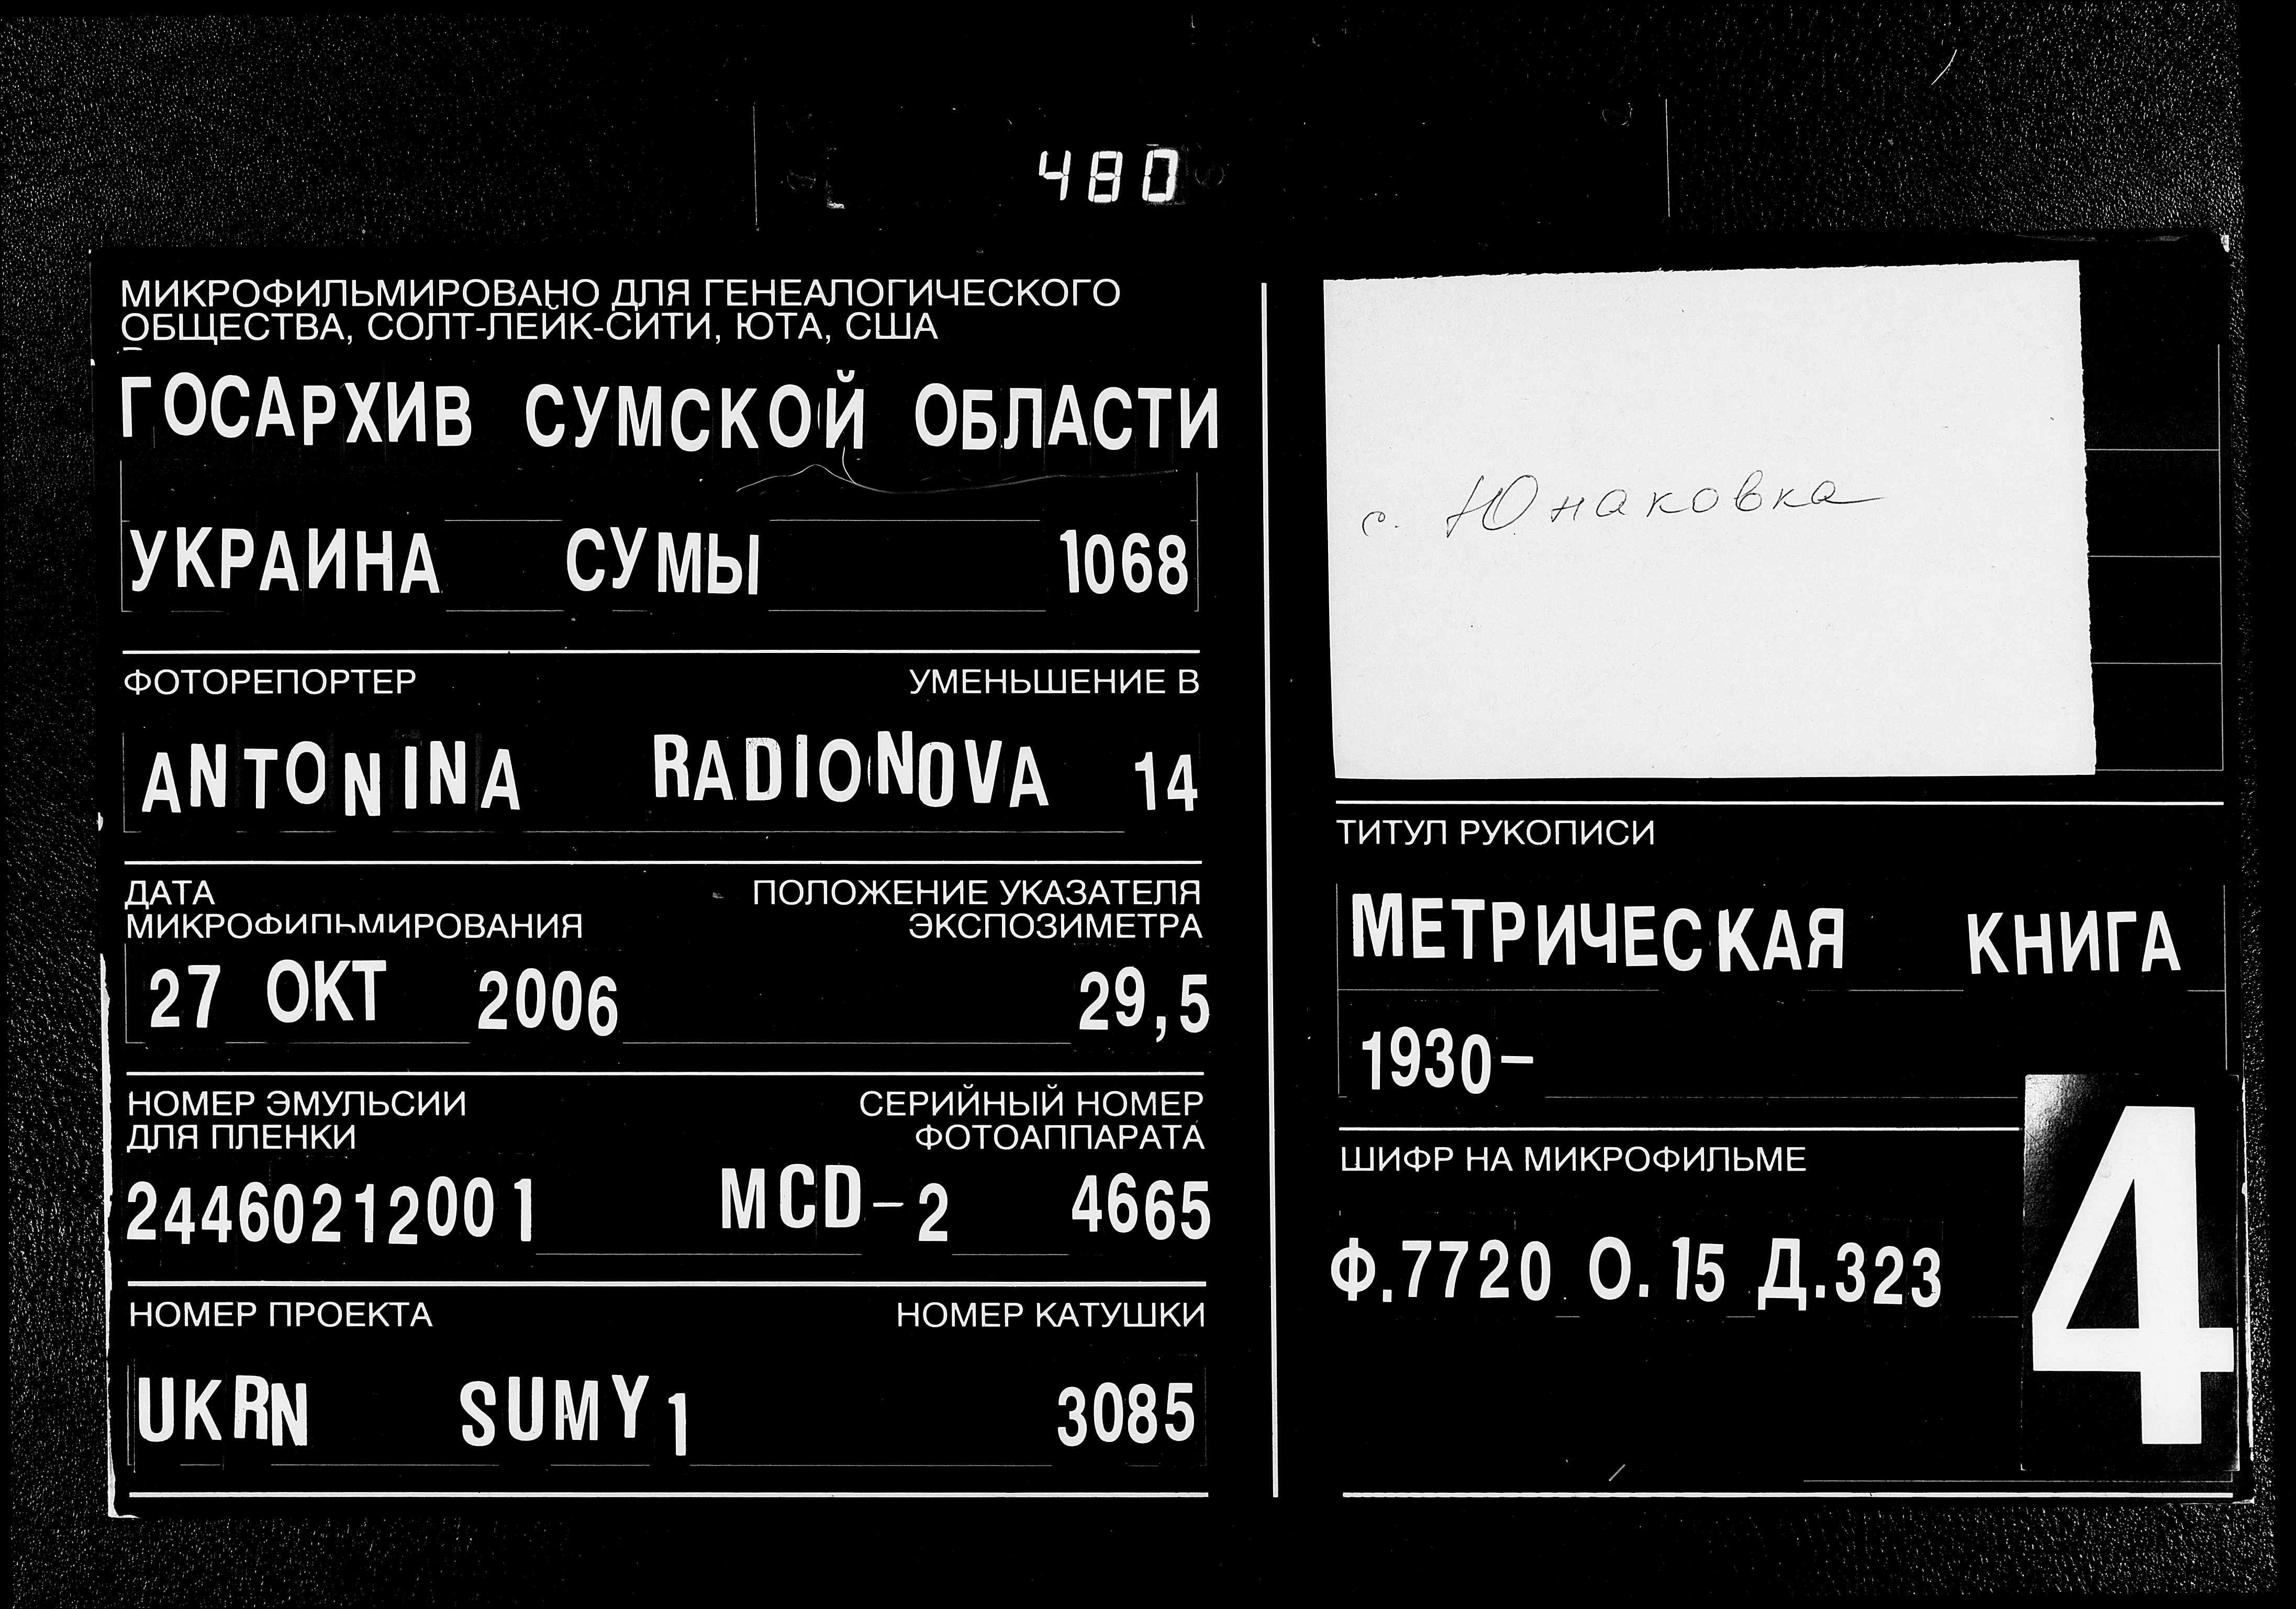 480
МИКРОФИЛЬМИРОВАНО ДЛЯ ГЕНЕАЛОГИЧЕСКОГО
ОБЩЕСТВА, СОЛТ-ЛЕЙК-СИТИ, ЮТА, США
ГОСАРХИВ СУМСКОЙ ОБЛАСТИ
УКРАИНА СУМЫ 1068
ФОТОРЕПОРТЕР УМЕНЬШЕНИЕ В
ANTONINA RADIONOVA 14
ДАТА ПОЛОЖЕНИЕ УКАЗАТЕЛЯ
МИКРОФИЛЬМИРОВАНИЯ ЭКСПОЗИМЕТРА
27 ОКТ 2006 29,5
НОМЕР ЭМУЛЬСИИ СЕРИЙНЫЙ НОМЕР
ДЛЯ ПЛЕНКИ ФОТОАППАРАТА
24460212001 MCD-2 4665
НОМЕР ПРОЕКТА НОМЕР КАТУШКИ
UKRN SUMY1 3085
с. Юнаковка
ТИТУЛ РУКОПИСИ
МЕТРИЧЕСКАЯ КНИГА
1930-
ШИФР НА МИКРОФИЛЬМЕ
Ф.7720 О.15 Д.323
4